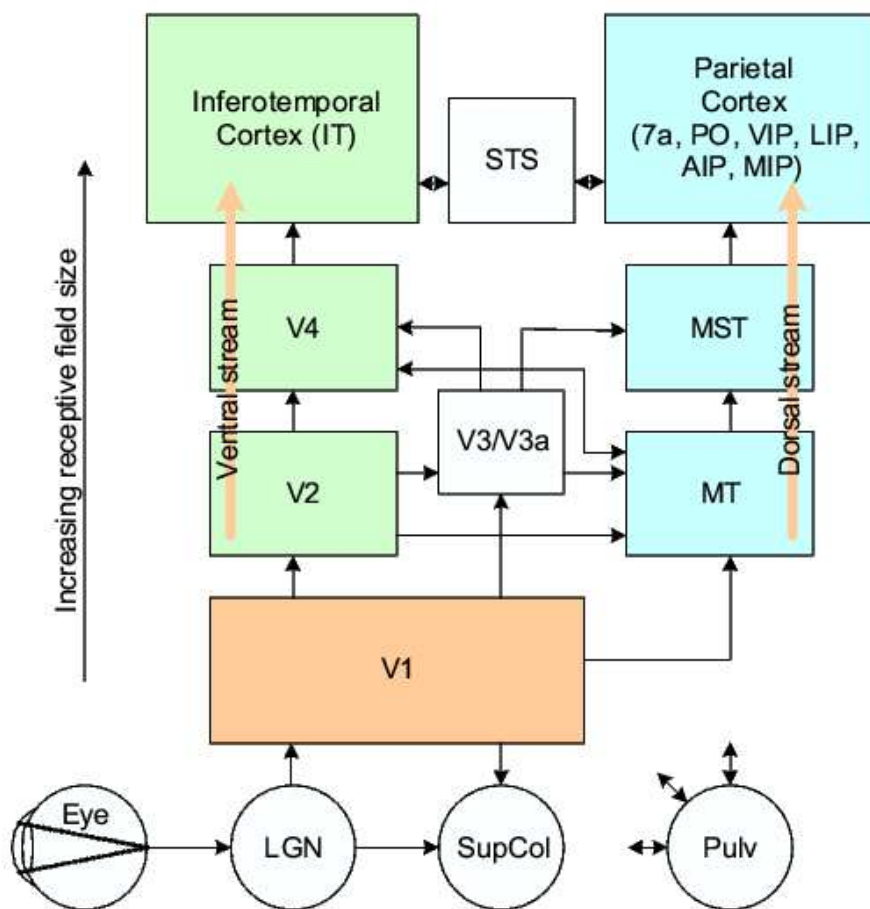 Inferotemporal
Cortex (IT)
STS
Parietal
Cortex
(7a, PO, VIP, LIP,
AIP, MIP)
Increasing receptive field size
Ventral stream
V4
MST
Dorsal stream
V3/V3a
V2
MT
V1
Eye
LGN
SupCol
Pulv